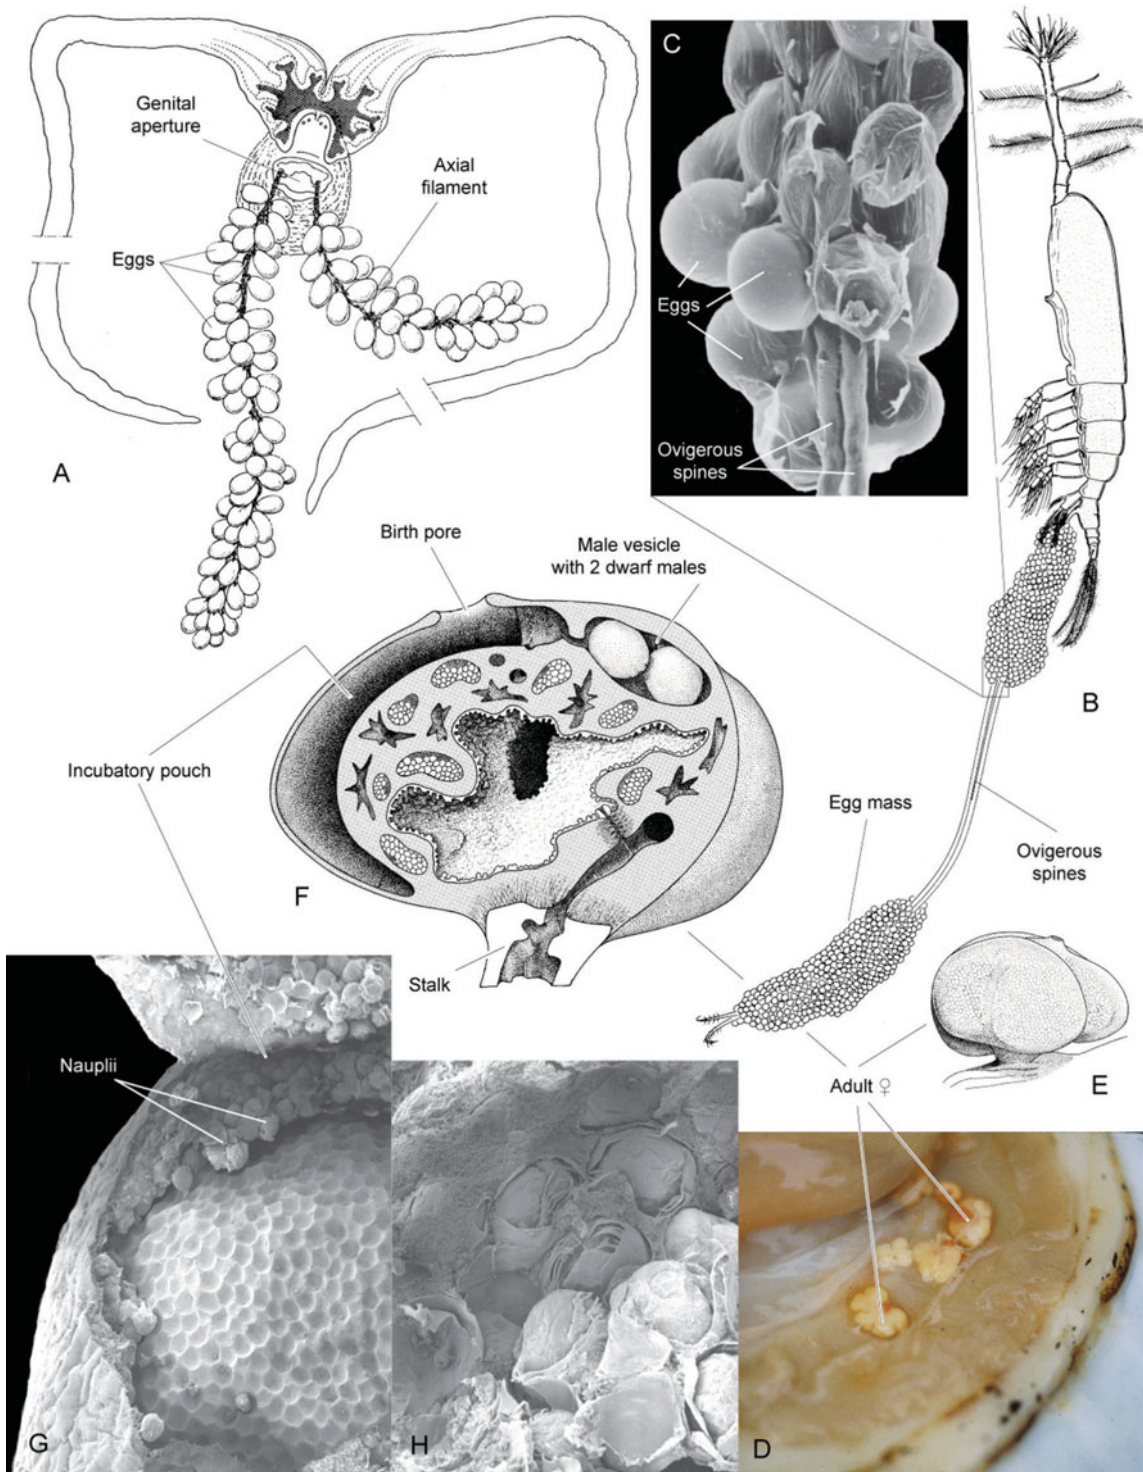 C
Genital
aperture
Axial
filament
Eggs
Eggs
Ovigerous
spines
A
Birth pore
Male vesicle
with 2 dwarf males
B
Incubatory pouch
Egg mass
Ovigerous
spines
F
Stalk
Nauplii
Adult ♀
E
G
H
D